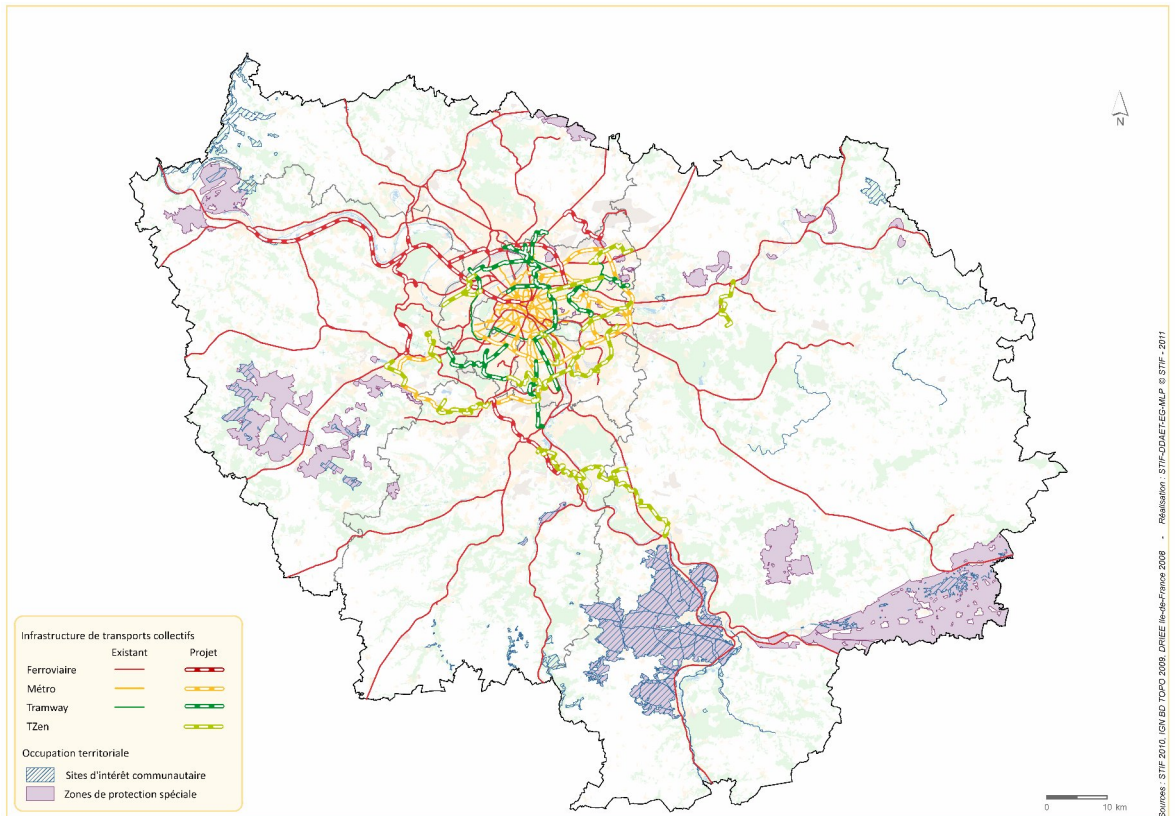 N
Infrastructure de transports collectifs
Existant Projet
Ferroviaire
Métro
Tramway
TZen
Occupation territoriale
Sites d'intérêt communautaire
Zones de protection spéciale
0 10 km
Sources : STIF 2010, IGN BD TOPO 2009, DRIEE Ile-de-France 2008 - Réalisation : STIF-DDAET-EG-MLP © STIF - 2011